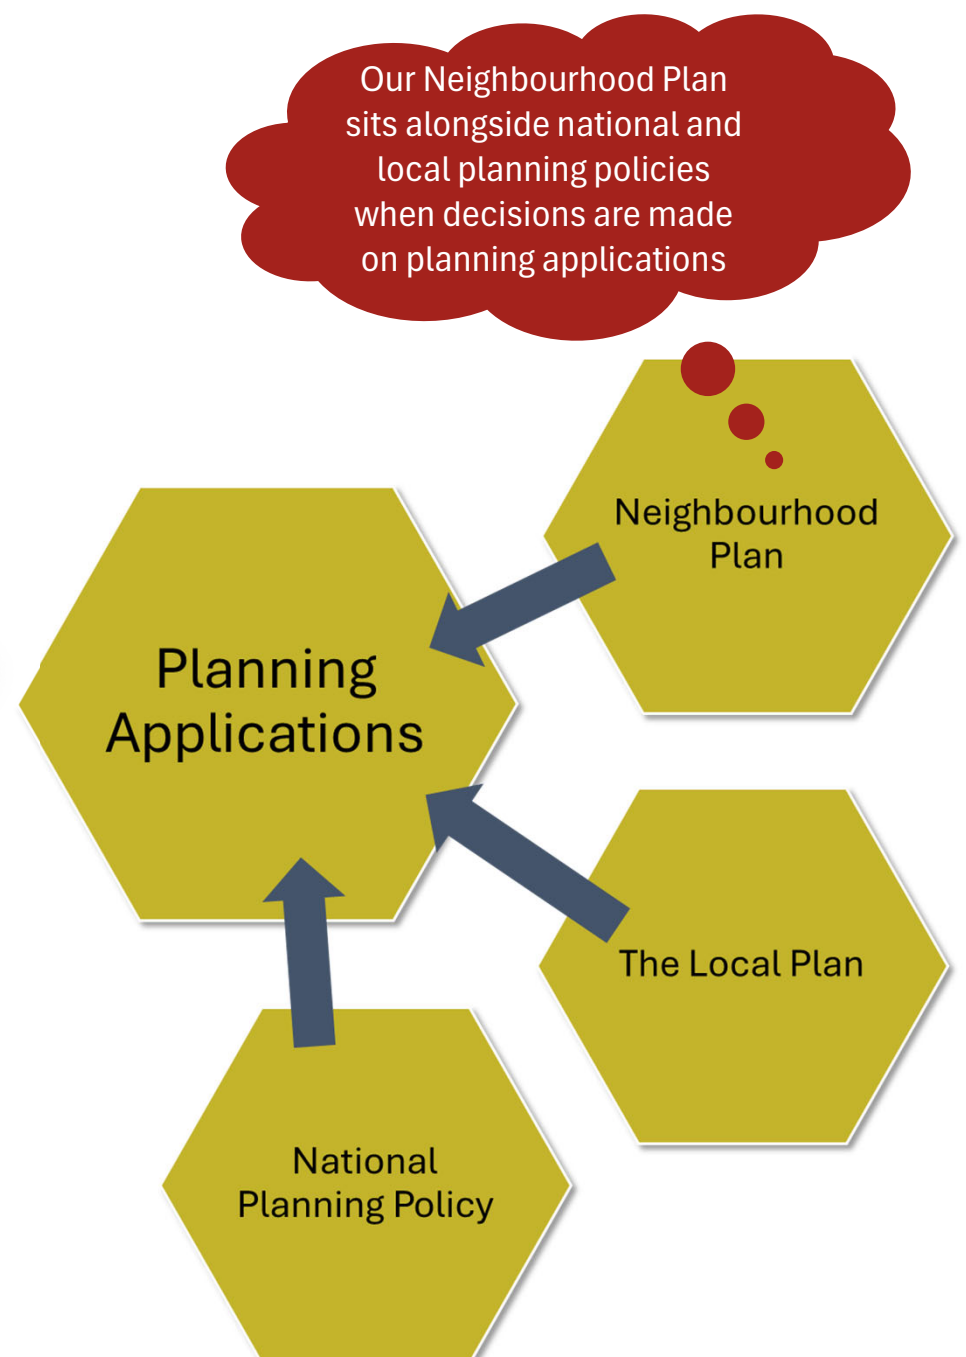 Our Neighbourhood Plan
sits alongside national and
local planning policies
when decisions are made
on planning applications
Neighbourhood
Plan
Planning
Applications
The Local Plan
National
Planning Policy